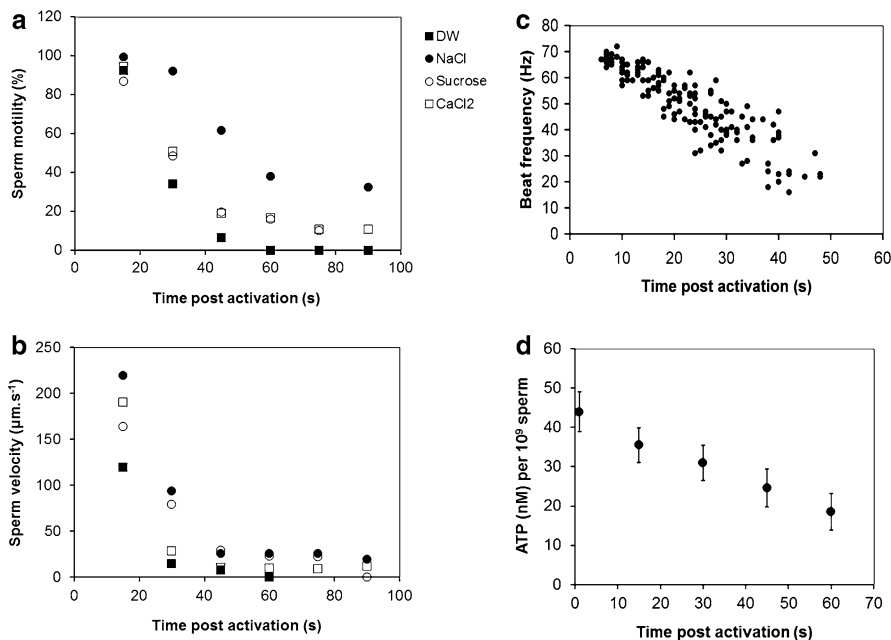 a
Sperm motility (%)
120
100
80
60
40
20
0
0 20 40 60 80 100
Time post activation (s)
DW
NaCl
Sucrose
CaCl2
b
Sperm velocity (µm.s-1)
250
200
150
100
50
0
0 20 40 60 80 100
Time post activation (s)
c
Beat frequency (Hz)
80
70
60
50
40
30
20
10
0
0 10 20 30 40 50 60
Time post activation (s)
d
ATP (nM) per 10⁹ sperm
60
50
40
30
20
10
0
0 10 20 30 40 50 60 70
Time post activation (s)